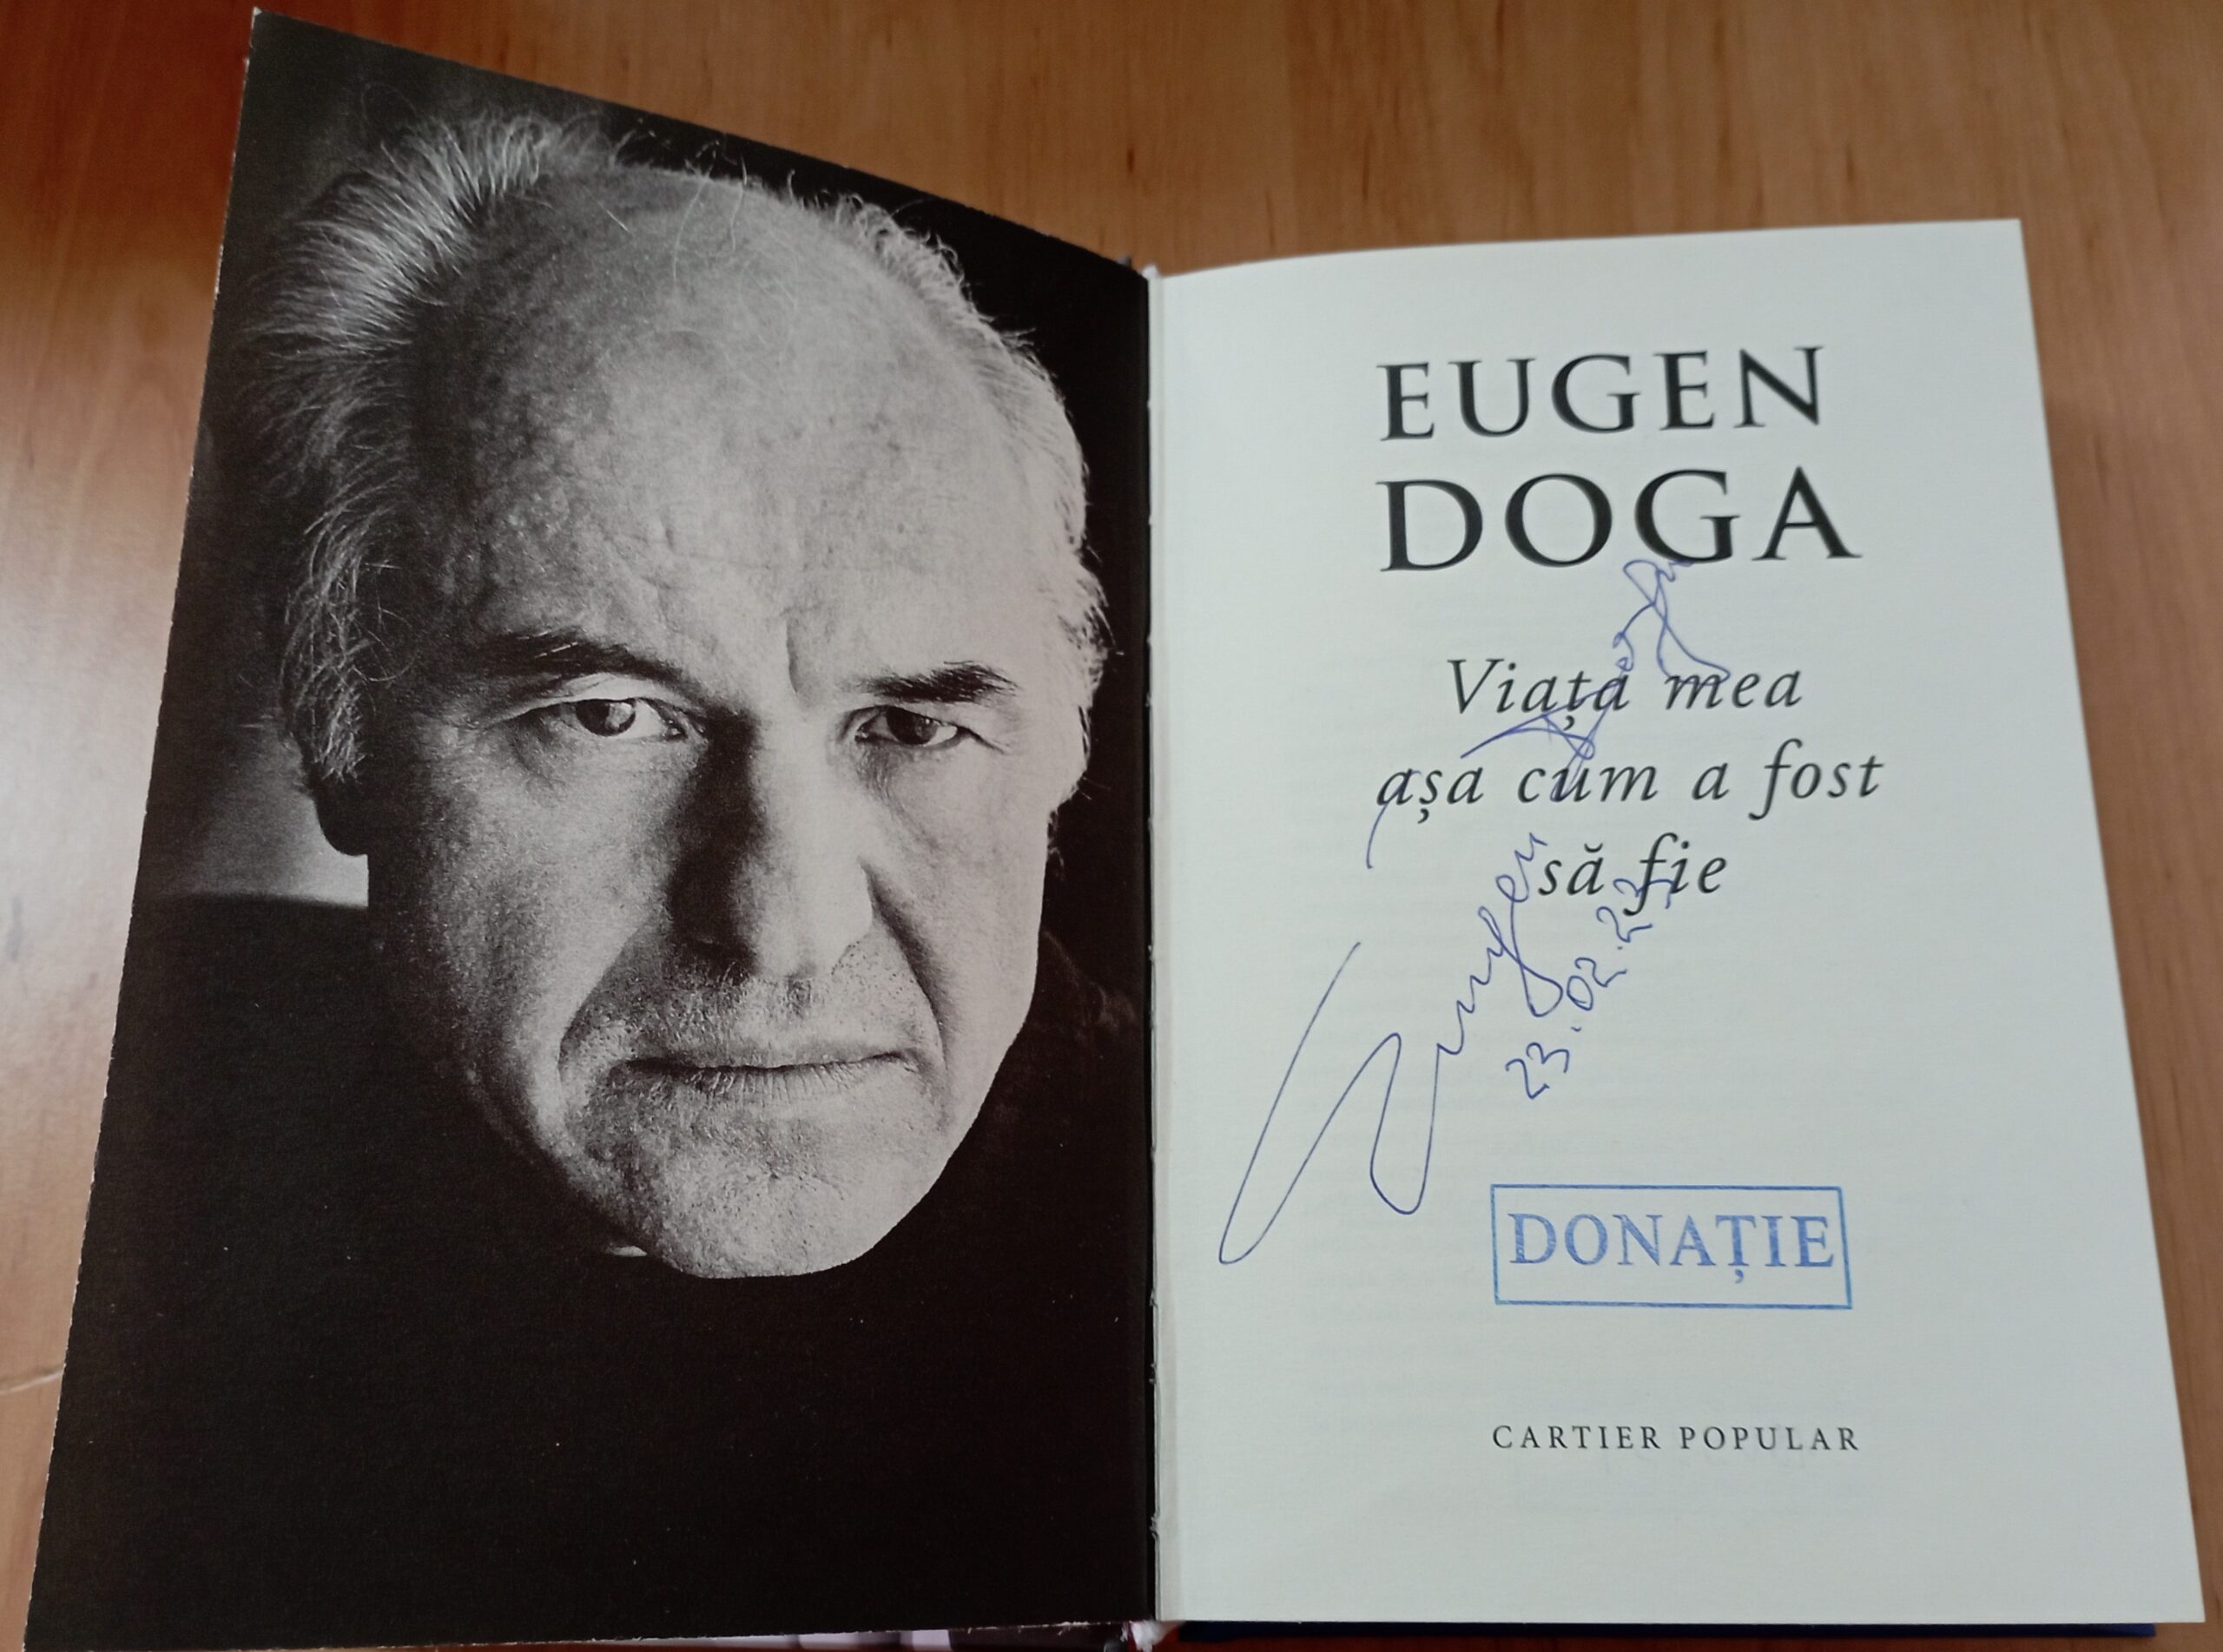 EUGEN
DOGA
Viața mea
așa cum a fost
să fie
23.02.23
DONAȚIE
CARTIER POPULAR